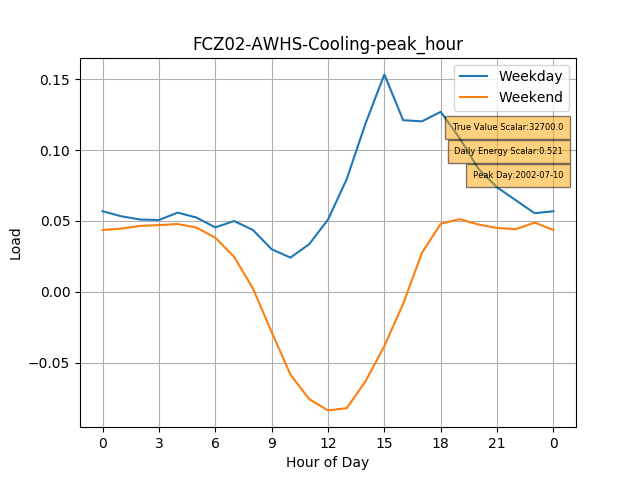 FCZ02-AWHS-Cooling-peak_hour
0.15
0.10
0.05
0.00
−0.05
Load
Weekday
Weekend
True Value Scalar:32700.0
Daily Energy Scalar:0.521
Peak Day:2002-07-10
0 3 6 9 12 15 18 21 0
Hour of Day